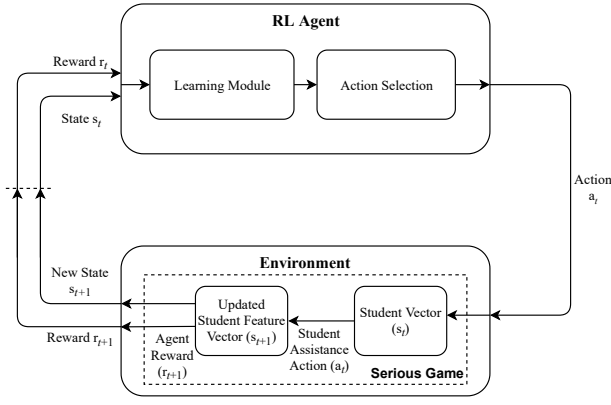 RL Agent
Reward r_t
Learning Module
Action Selection
State s_t
Action
a_t
Environment
New State
s_{t+1}
Updated
Student Feature
Vector (s_{t+1})
Student Vector
(s_t)
Reward r_{t+1}
Agent
Reward
(r_{t+1})
Student
Assistance
Action (a_t)
Serious Game